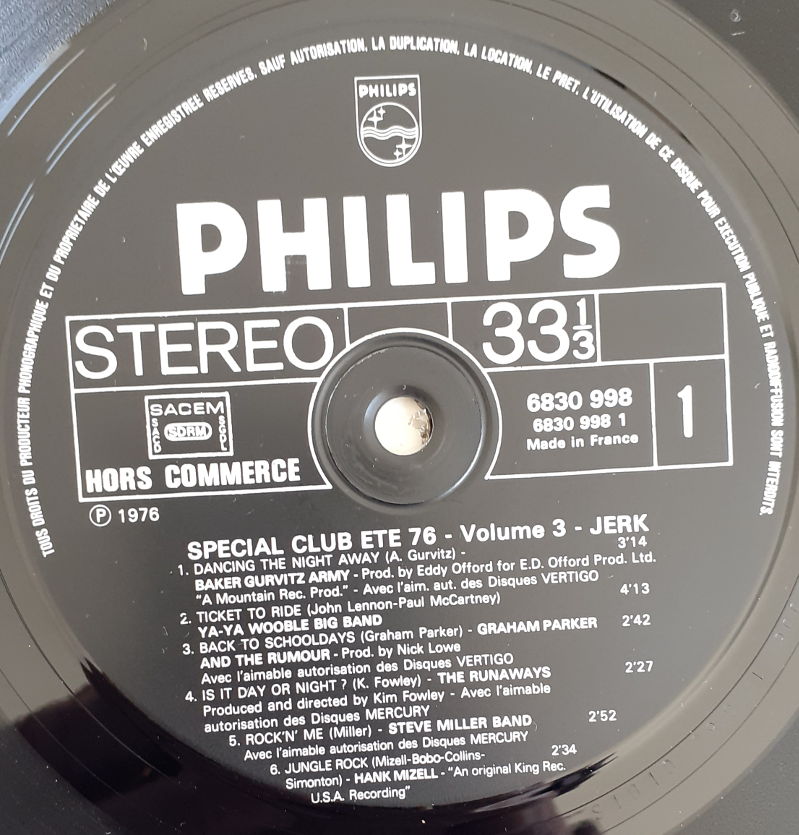 TOUS DROITS DU PRODUCTEUR PHONOGRAPHIQUE ET DU PROPRIETAIRE DE L'ŒUVRE ENREGISTREE RESERVES. SAUF AUTORISATION, LA DUPLICATION, LA LOCATION, LE PRET, L'UTILISATION DE CE DISQUE POUR EXECUTION PUBLIQUE ET RADIODIFFUSION SONT INTERDITS.
PHILIPS
PHILIPS
STEREO
33 1/3
SACEM
SACD
SDRM
SGDL
HORS COMMERCE
6830 998
6830 998 1
Made in France
1
Ⓟ 1976
SPECIAL CLUB ETE 76 - Volume 3 - JERK
1. DANCING THE NIGHT AWAY (A. Gurvitz) - 3'14
BAKER GURVITZ ARMY - Prod. by Eddy Offord for E.D. Offord Prod. Ltd.
"A Mountain Rec. Prod." - Avec l'aim. aut. des Disques VERTIGO
2. TICKET TO RIDE (John Lennon-Paul McCartney) 4'13
YA-YA WOOBLE BIG BAND
3. BACK TO SCHOOLDAYS (Graham Parker) - GRAHAM PARKER 2'42
AND THE RUMOUR - Prod. by Nick Lowe
Avec l'aimable autorisation des Disques VERTIGO
4. IS IT DAY OR NIGHT ? (K. Fowley) - THE RUNAWAYS 2'27
Produced and directed by Kim Fowley - Avec l'aimable
autorisation des Disques MERCURY
5. ROCK'N' ME (Miller) - STEVE MILLER BAND 2'52
Avec l'aimable autorisation des Disques MERCURY
6. JUNGLE ROCK (Mizell-Bobo-Collins- 2'34
Simonton) - HANK MIZELL - "An original King Rec.
U.S.A. Recording"